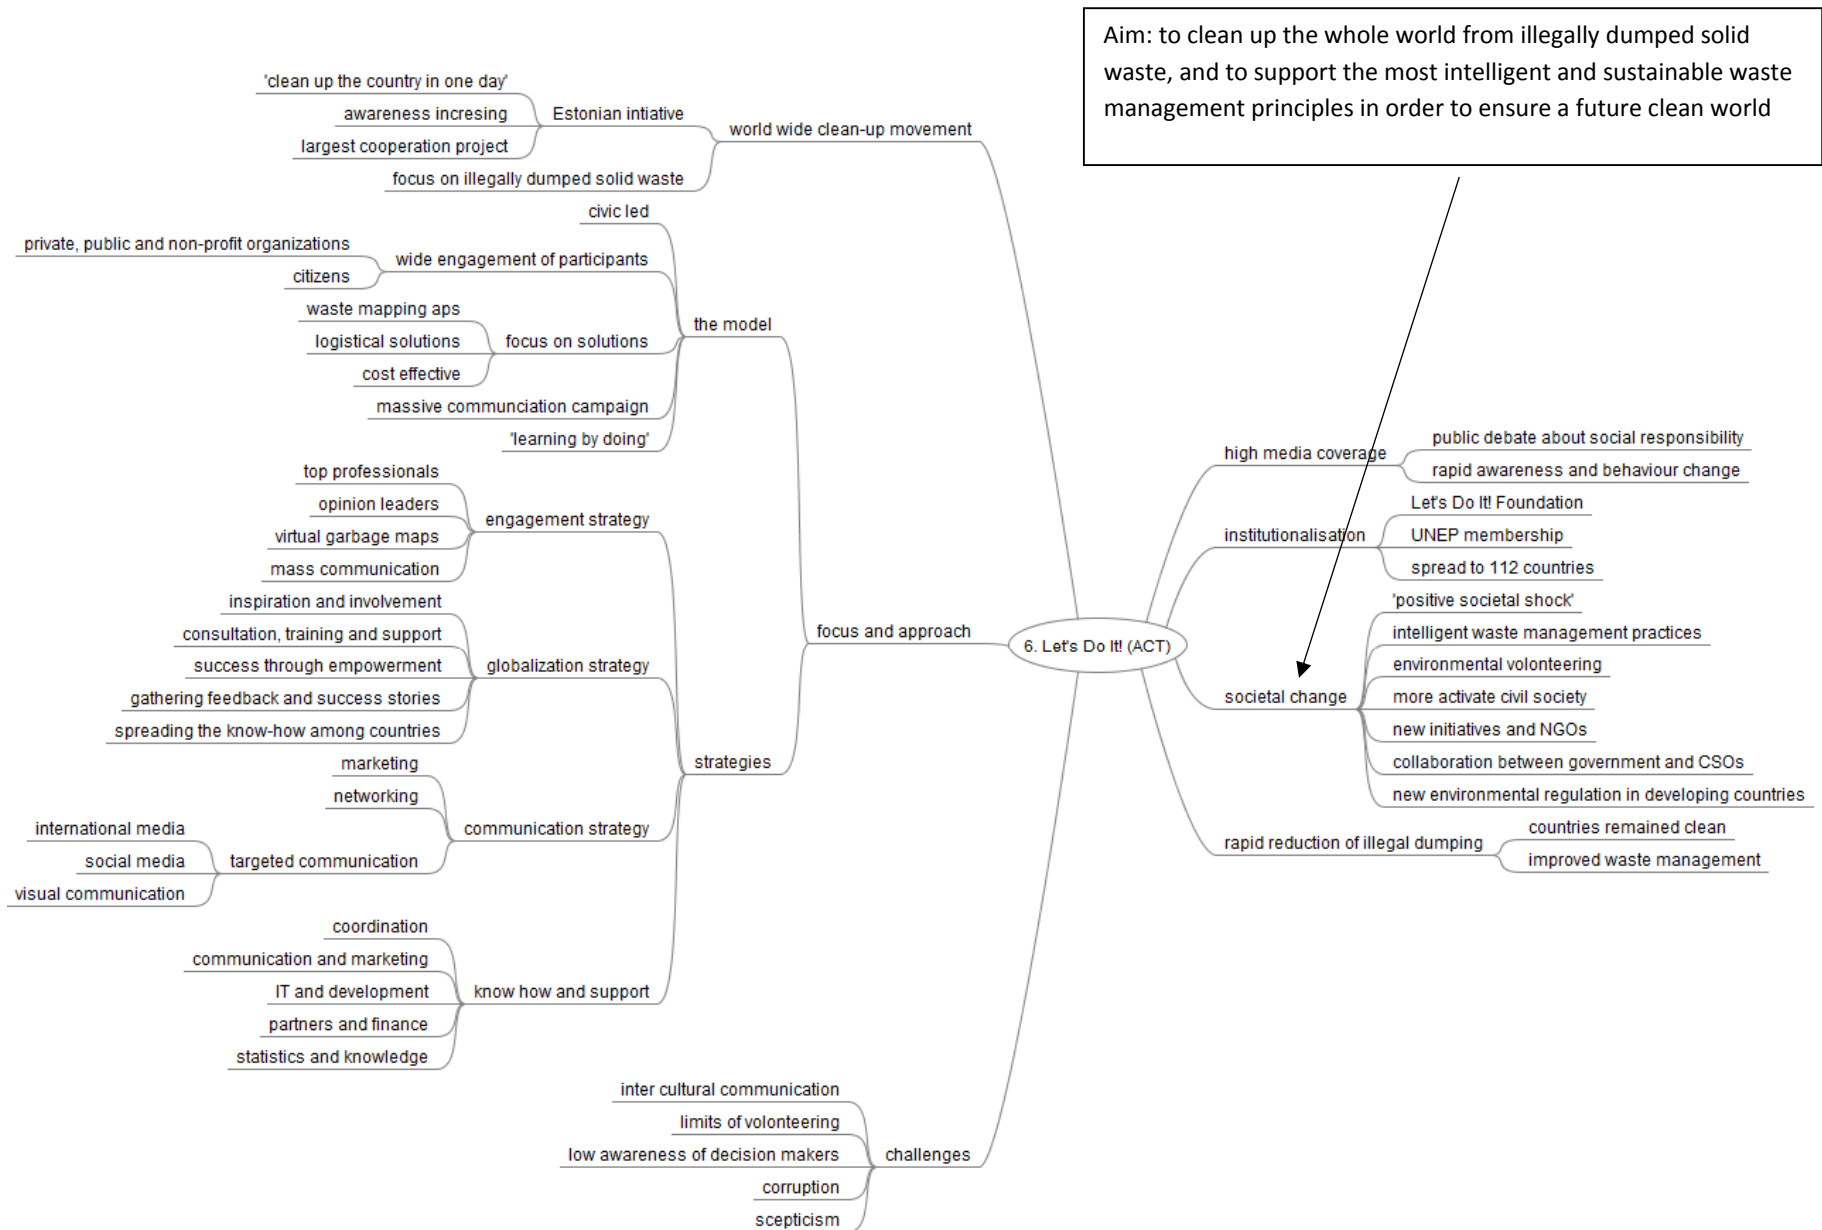 Aim: to clean up the whole world from illegally dumped solid
waste, and to support the most intelligent and sustainable waste
management principles in order to ensure a future clean world
'clean up the country in one day'
awareness incresing
largest cooperation project
Estonian intiative
focus on illegally dumped solid waste
world wide clean-up movement
civic led
private, public and non-profit organizations
citizens
wide engagement of participants
waste mapping aps
logistical solutions
cost effective
focus on solutions
massive communciation campaign
'learning by doing'
the model
top professionals
opinion leaders
virtual garbage maps
mass communication
engagement strategy
inspiration and involvement
consultation, training and support
success through empowerment
gathering feedback and success stories
spreading the know-how among countries
globalization strategy
marketing
networking
international media
social media
visual communication
targeted communication
communication strategy
coordination
communication and marketing
IT and development
partners and finance
statistics and knowledge
know how and support
strategies
focus and approach
inter cultural communication
limits of volonteering
low awareness of decision makers
corruption
scepticism
challenges
6. Let's Do It! (ACT)
high media coverage
public debate about social responsibility
rapid awareness and behaviour change
institutionalisation
Let's Do It! Foundation
UNEP membership
spread to 112 countries
societal change
'positive societal shock'
intelligent waste management practices
environmental volunteering
more activate civil society
new initiatives and NGOs
collaboration between government and CSOs
new environmental regulation in developing countries
rapid reduction of illegal dumping
countries remained clean
improved waste management